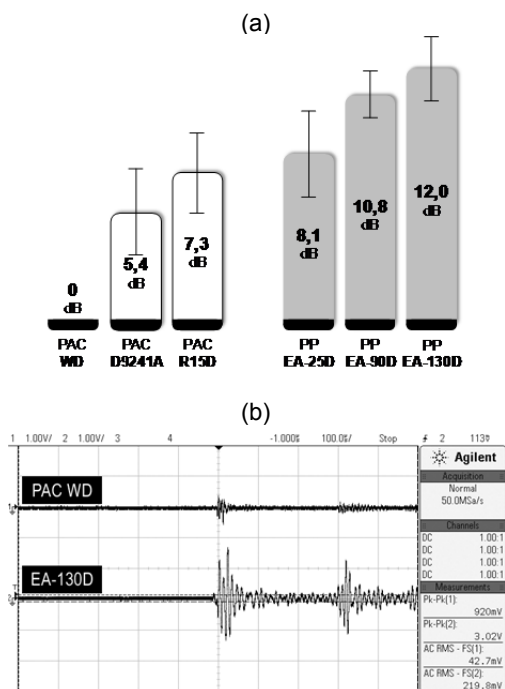 (a)
12,0
dB
10,8
dB
8,1
dB
7,3
dB
5,4
dB
0
dB
PAC
WD
PAC
D9241A
PAC
R15D
PP
EA-25D
PP
EA-90D
PP
EA-130D
(b)
1 1.00V/ 2 1.00V/ 3 4 -1.000s 100.0s/ Stop 2 113
Agilent
Acquisition
Normal
50.0MSa/s
Channels
DC 1.00:1
DC 1.00:1
DC 1.00:1
DC 1.00:1
Measurements
Pk-Pk(1):
920mV
Pk-Pk(2):
3.02V
AC RMS - FS(1):
42.7mV
AC RMS - FS(2):
219.8mV
PAC WD
EA-130D